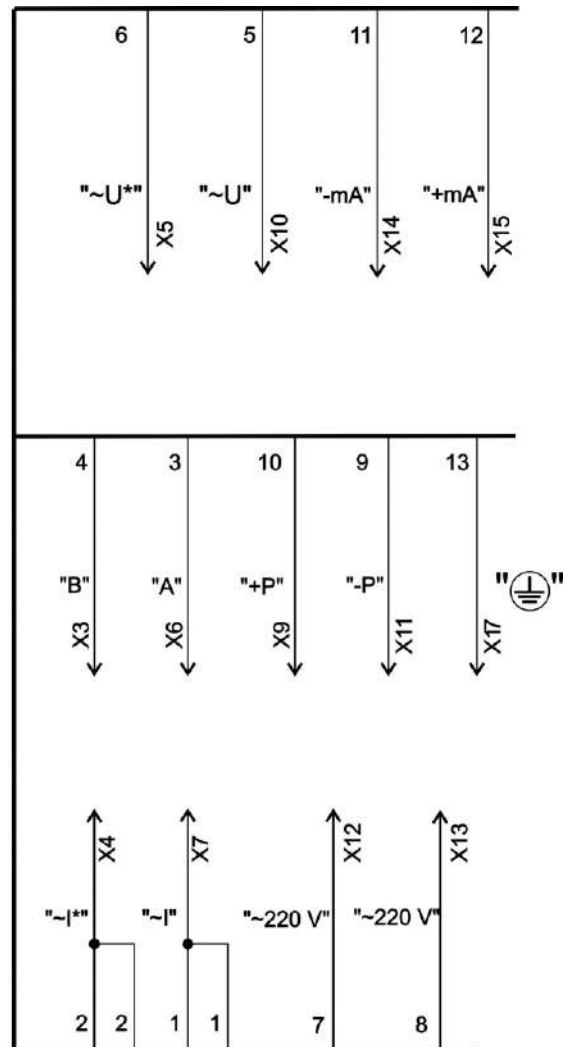 6 5 11 12
"~U*" "~U" "-mA" "+mA"
X5 X10 X14 X15
4 3 10 9 13
"B" "A" "+P" "-P" " "
X3 X6 X9 X11 X17
X4 X7 X12 X13
"~I*" "~I" "~220 V" "~220 V"
2 2 1 1 7 8